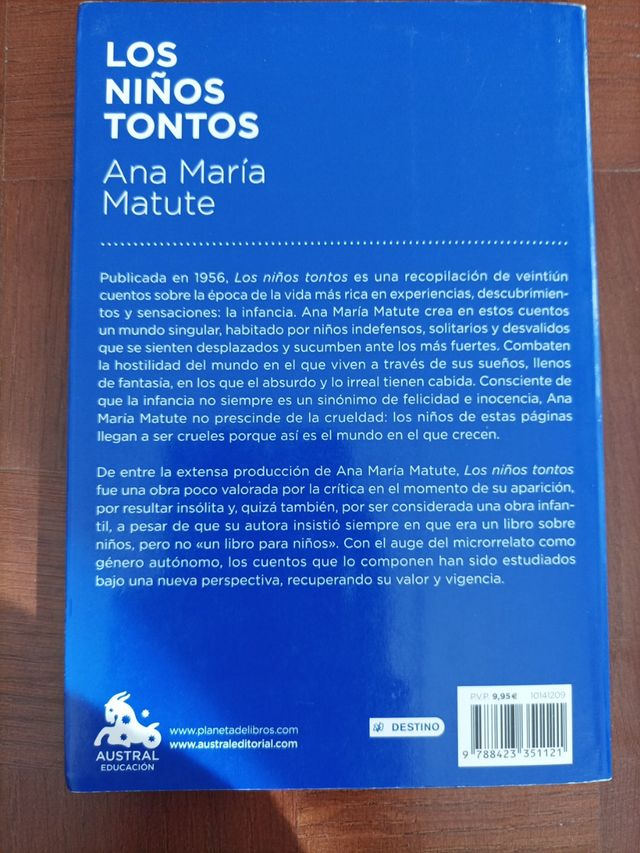 LOS
NIÑOS
TONTOS
Ana María
Matute
Publicada en 1956, Los niños tontos es una recopilación de veintiún
cuentos sobre la época de la vida más rica en experiencias, descubrimien-
tos y sensaciones: la infancia. Ana María Matute crea en estos cuentos
un mundo singular, habitado por niños indefensos, solitarios y desvalidos
que se sienten desplazados y sucumben ante los más fuertes. Combaten
la hostilidad del mundo en el que viven a través de sus sueños, llenos
de fantasía, en los que el absurdo y lo irreal tienen cabida. Consciente de
que la infancia no siempre es un sinónimo de felicidad e inocencia, Ana
María Matute no prescinde de la crueldad: los niños de estas páginas
llegan a ser crueles porque así es el mundo en el que crecen.
De entre la extensa producción de Ana María Matute, Los niños tontos
fue una obra poco valorada por la crítica en el momento de su aparición,
por resultar insólita y, quizá también, por ser considerada una obra infan-
til, a pesar de que su autora insistió siempre en que era un libro sobre
niños, pero no «un libro para niños». Con el auge del microrrelato como
género autónomo, los cuentos que lo componen han sido estudiados
bajo una nueva perspectiva, recuperando su valor y vigencia.
P.V.P. 9,95 € 10141209
www.planetadelibros.com
www.australeditorial.com
DESTINO
AUSTRAL
EDUCACIÓN
9 788423 351121